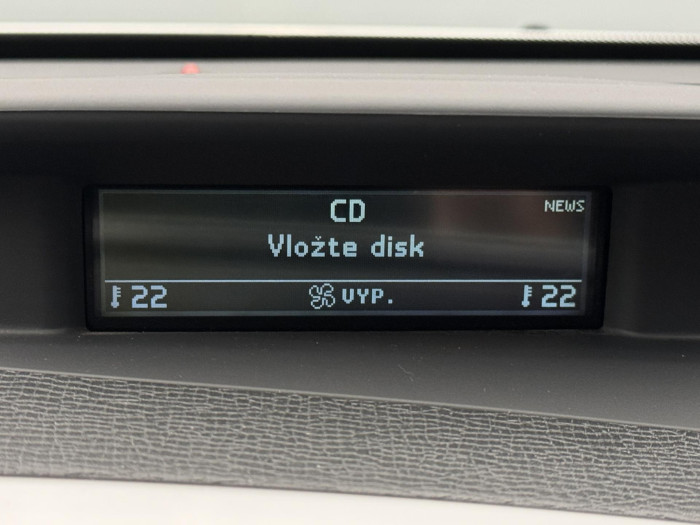 CD
NEWS
Vložte disk
22 VYP. 22